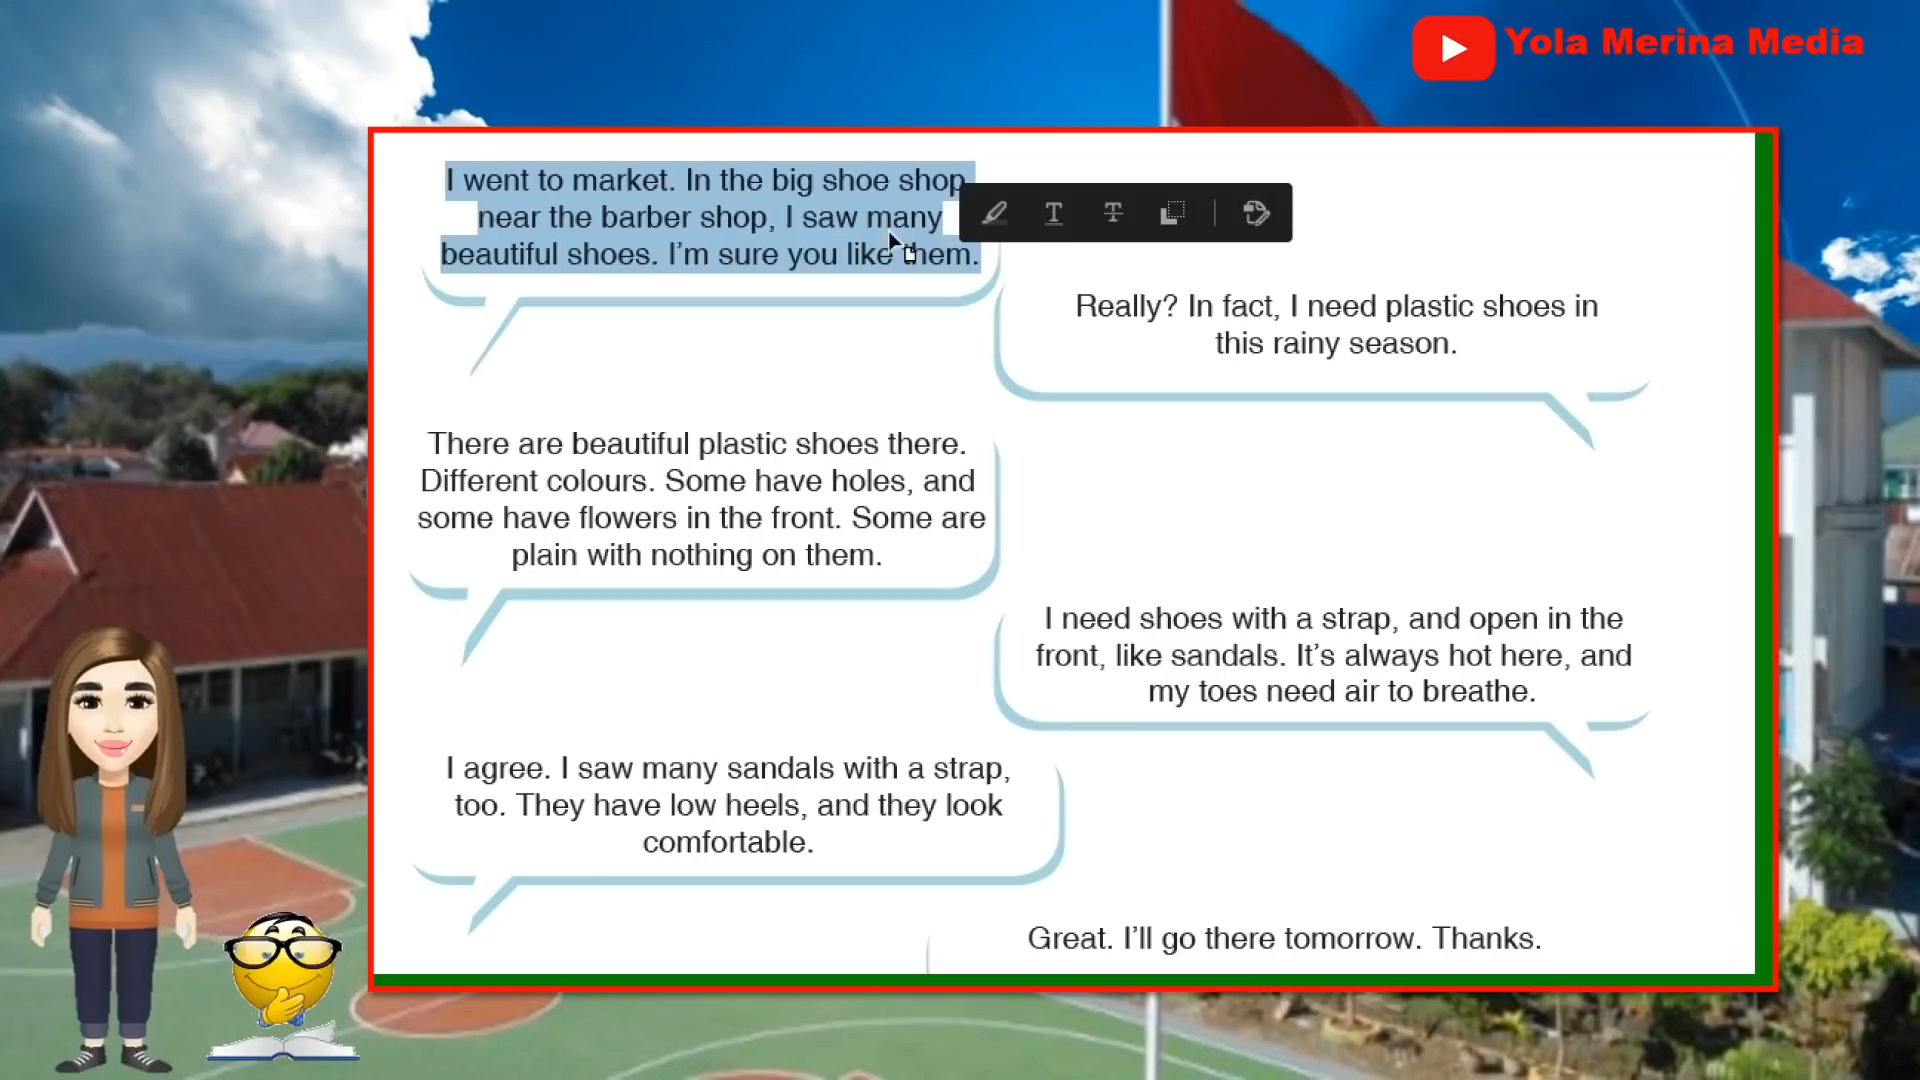 Yola Merina Media
I went to market. In the big shoe shop
near the barber shop, I saw many
beautiful shoes. I'm sure you like them.
Really? In fact, I need plastic shoes in
this rainy season.
There are beautiful plastic shoes there.
Different colours. Some have holes, and
some have flowers in the front. Some are
plain with nothing on them.
I need shoes with a strap, and open in the
front, like sandals. It's always hot here, and
my toes need air to breathe.
I agree. I saw many sandals with a strap,
too. They have low heels, and they look
comfortable.
Great. I'll go there tomorrow. Thanks.